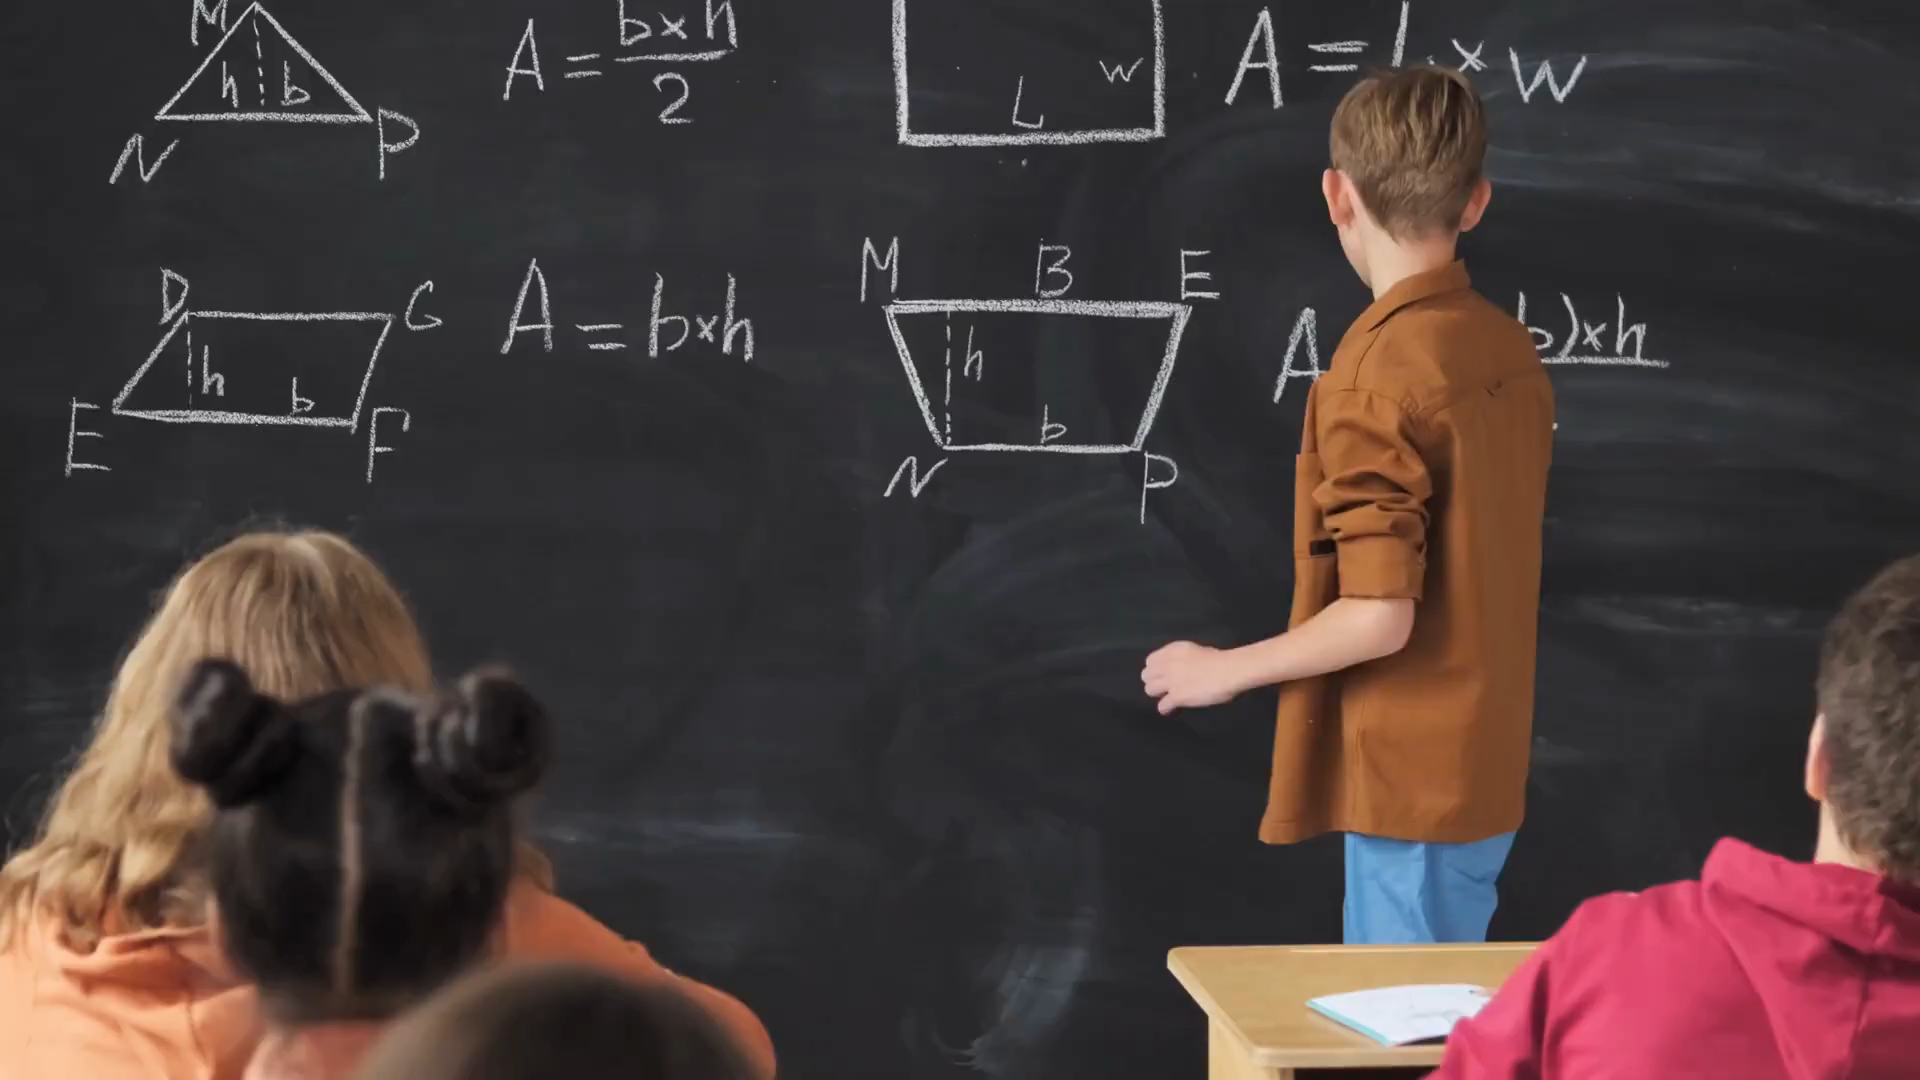 M
h b
N P
A = b×h
2
L w
A = L × w
D G
h b
E F
A = b×h
M B E
h
b
N P
A b)×h